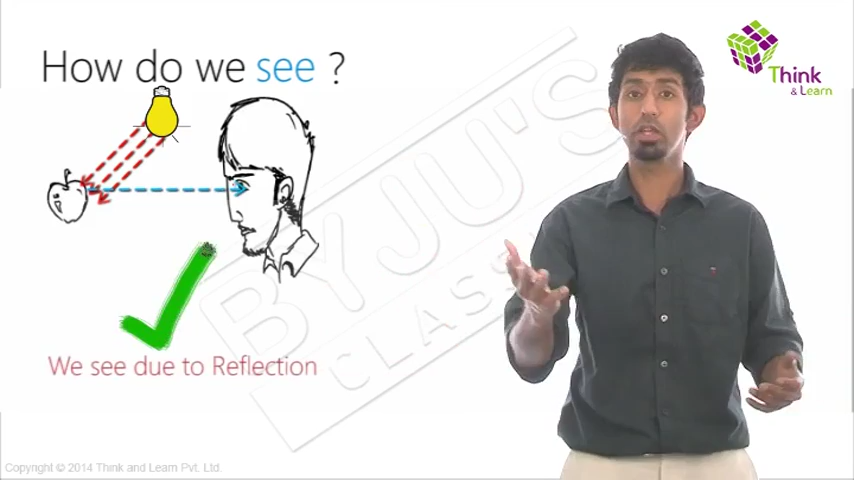 How do we see ?
Think
& Learn
BYJU'S
CLASSES
We see due to Reflection
Copyright © 2014 Think and Learn Pvt. Ltd.